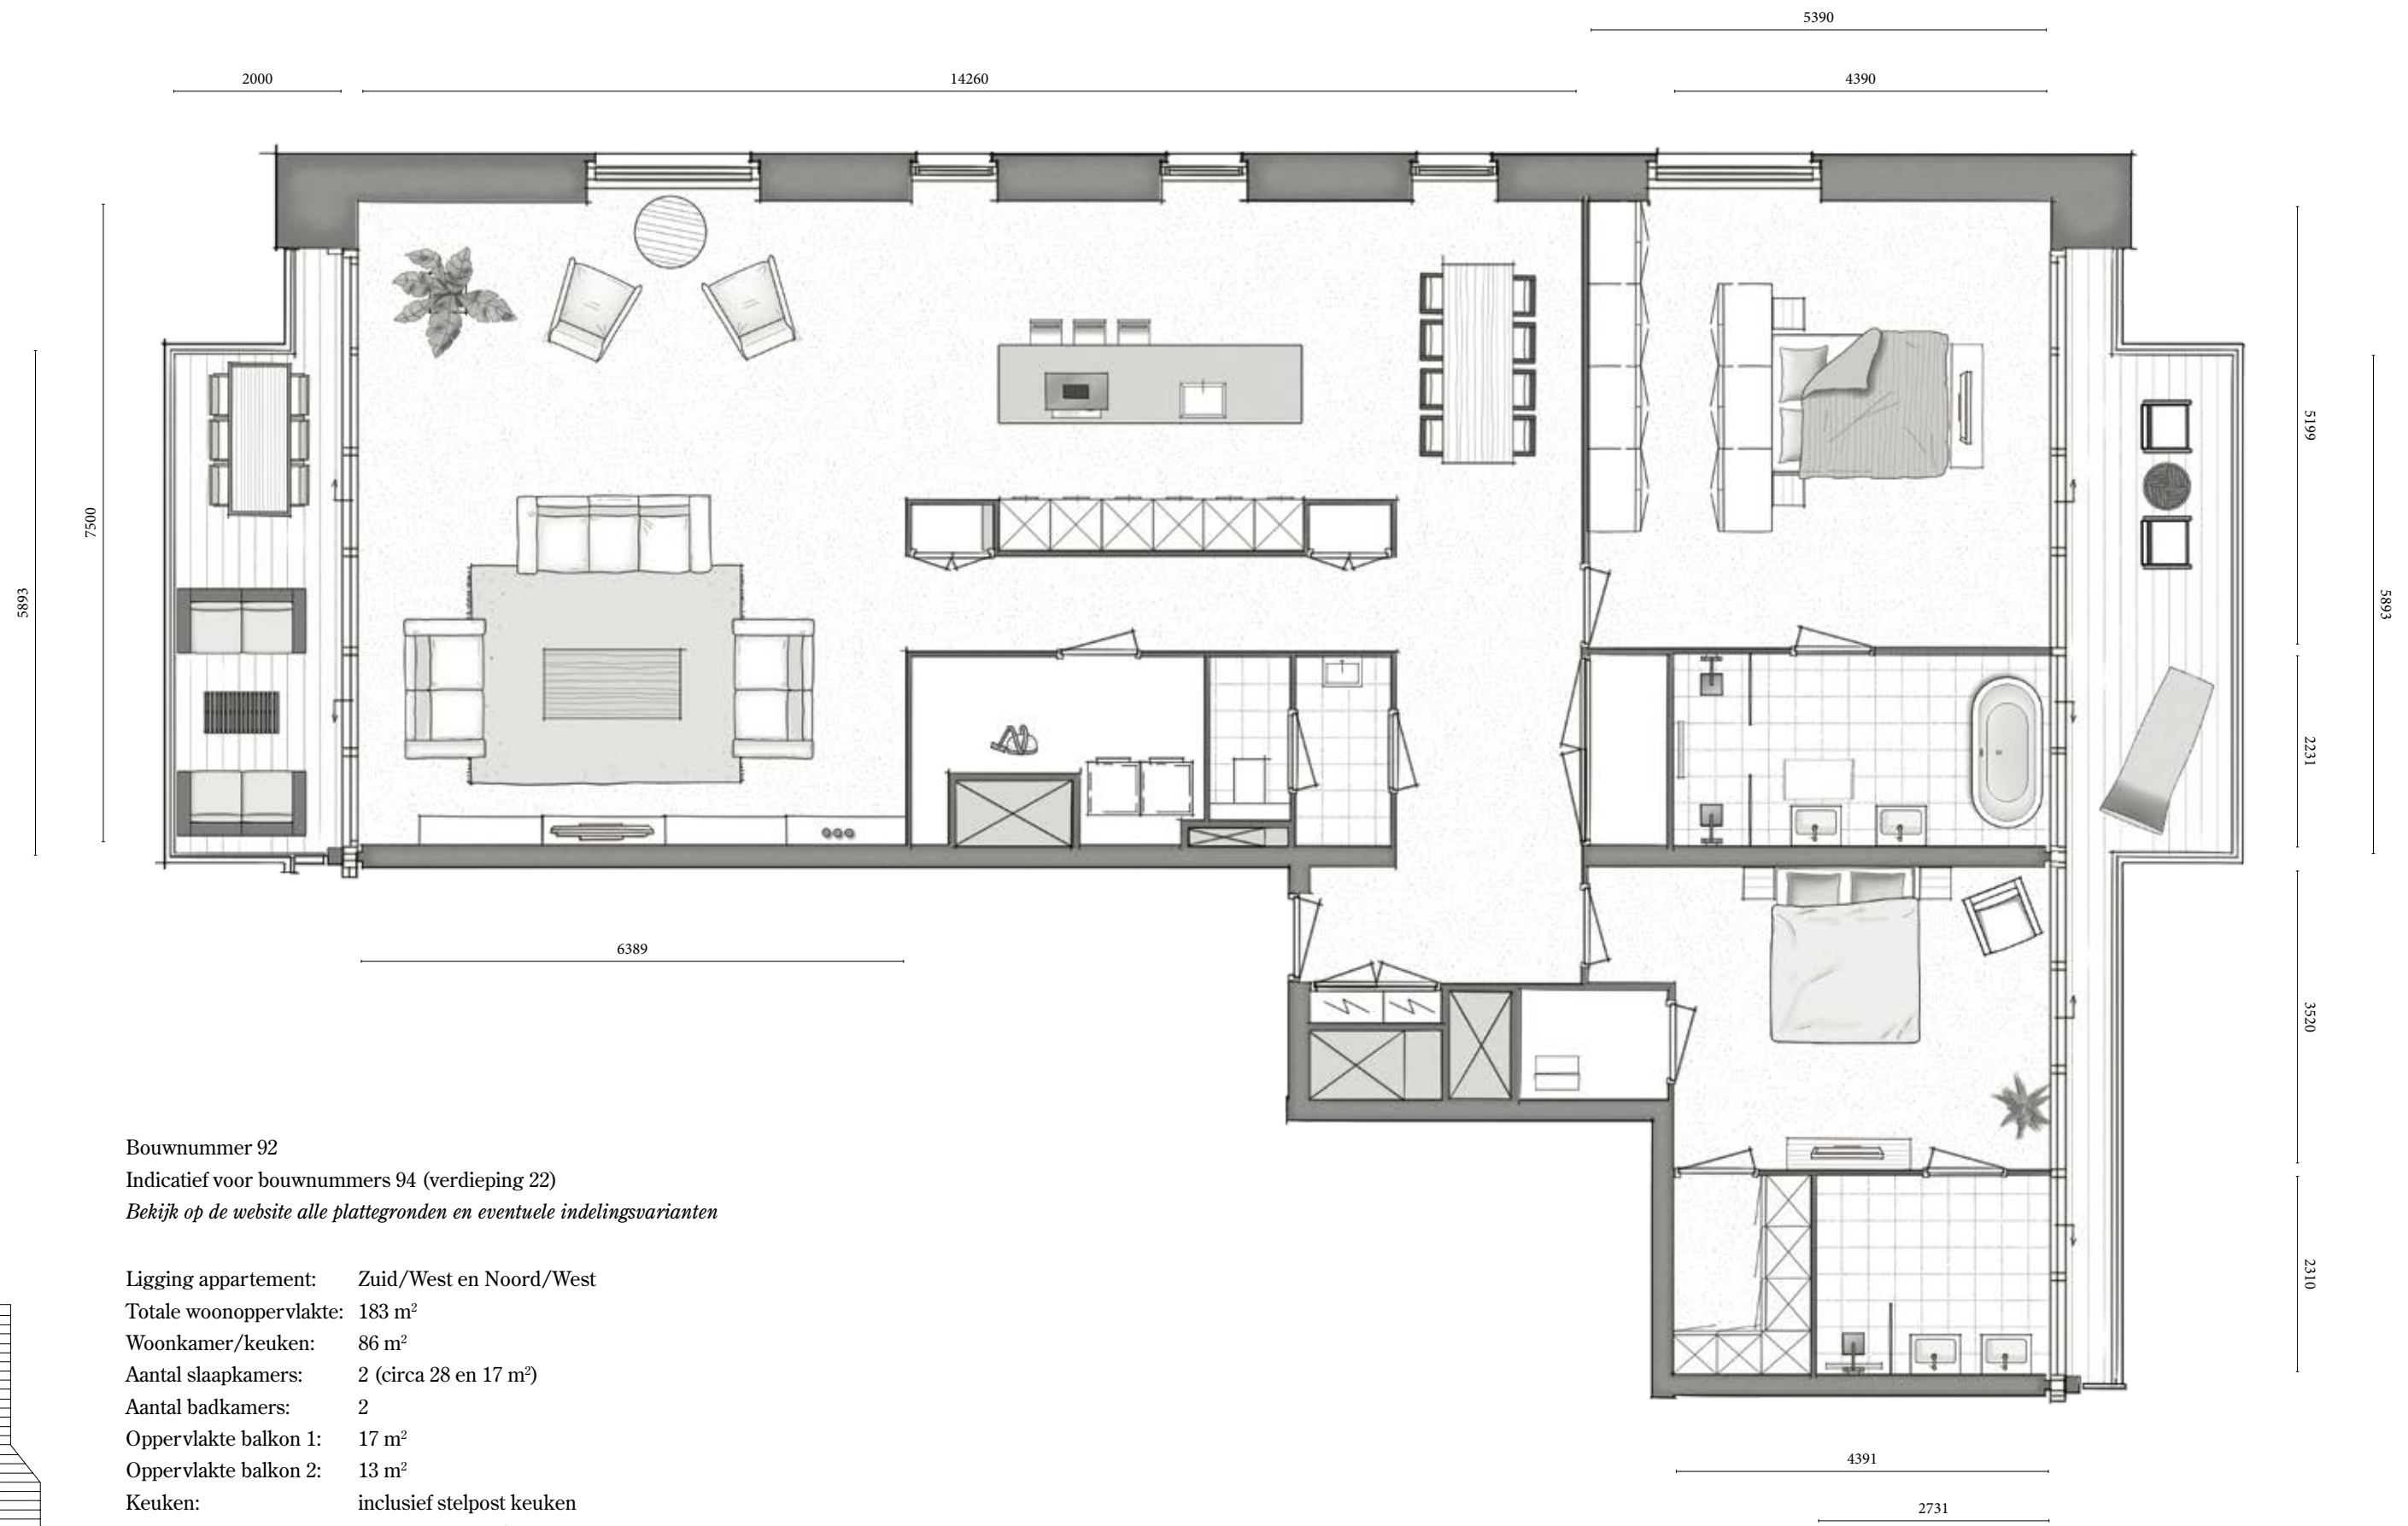 5390
2000
14260
4390
7500
5893
5199
5893
2231
6389
3520
Bouwnummer 92
Indicatief voor bouwnummers 94 (verdieping 22)
Bekijk op de website alle plattegronden en eventuele indelingsvarianten
2310
Ligging appartement: Zuid/West en Noord/West
Totale woonoppervlakte: 183 m²
Woonkamer/keuken: 86 m²
Aantal slaapkamers: 2 (circa 28 en 17 m²)
Aantal badkamers: 2
Oppervlakte balkon 1: 17 m²
Oppervlakte balkon 2: 13 m²
Keuken: inclusief stelpost keuken
4391
2731